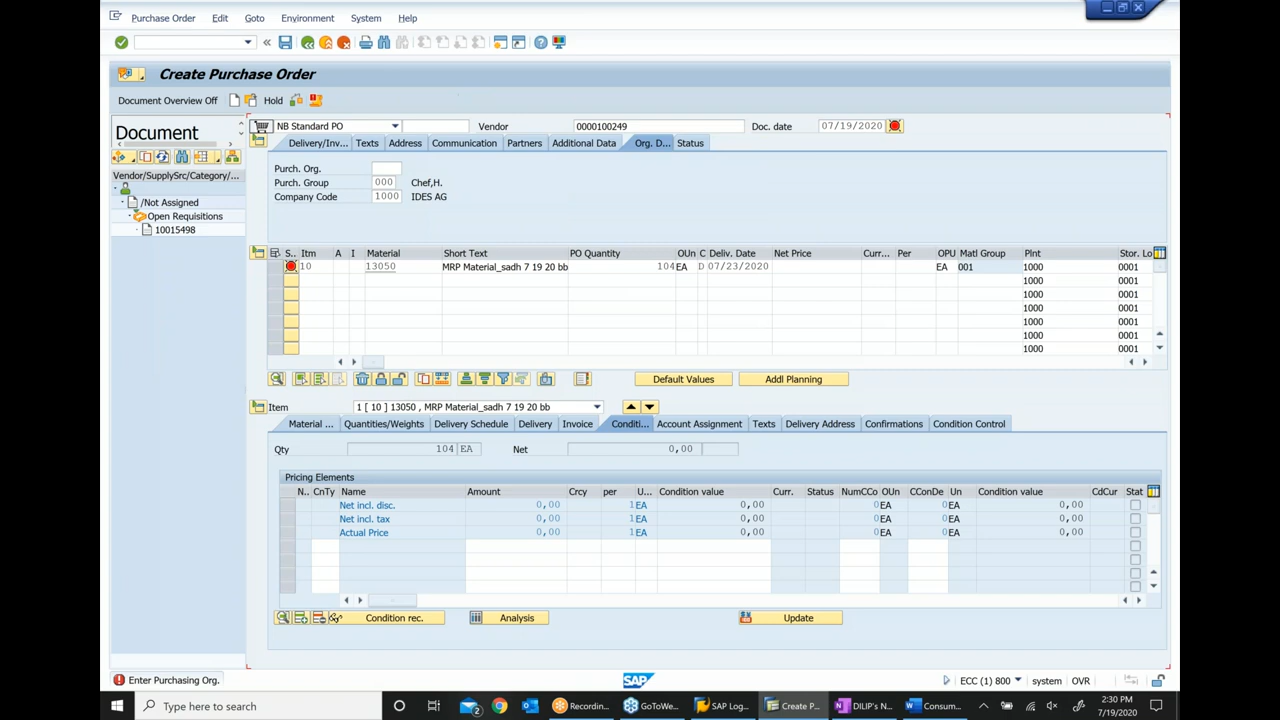 Purchase Order Edit Goto Environment System Help
Create Purchase Order
Document Overview Off Hold
Document
NB Standard PO Vendor 0000100249 Doc. date 07/19/2020
Delivery/Inv... Texts Address Communication Partners Additional Data Org. D... Status
Vendor/SupplySrc/Category/...
/Not Assigned
Open Requisitions
10015498
Purch. Org.
Purch. Group 000 Chef,H.
Company Code 1000 IDES AG
S.. Itm A I Material Short Text PO Quantity OUn C Deliv. Date Net Price Curr... Per OPU Matl Group Plnt Stor. Lo
10 13050 MRP Material_sadh 7 19 20 bb 104 EA D 07/23/2020 EA 001 1000 0001
1000 0001
1000 0001
1000 0001
1000 0001
1000 0001
1000 0001
Default Values Addl Planning
Item 1 [ 10 ] 13050 , MRP Material_sadh 7 19 20 bb
Material ... Quantities/Weights Delivery Schedule Delivery Invoice Conditi... Account Assignment Texts Delivery Address Confirmations Condition Control
Qty 104 EA Net 0,00
Pricing Elements
N.. CnTy Name Amount Crcy per U... Condition value Curr. Status NumCCo OUn CConDe Un Condition value CdCur Stat
Net incl. disc. 0,00 1 EA 0,00 0 EA 0 EA 0,00
Net incl. tax 0,00 1 EA 0,00 0 EA 0 EA 0,00
Actual Price 0,00 1 EA 0,00 0 EA 0 EA 0,00
Condition rec. Analysis Update
Enter Purchasing Org. SAP ECC (1) 800 system OVR
Type here to search 2 Recordin... GoToWe... SAP Log... Create P... DILIP's N... Consum... 2:30 PM
7/19/2020